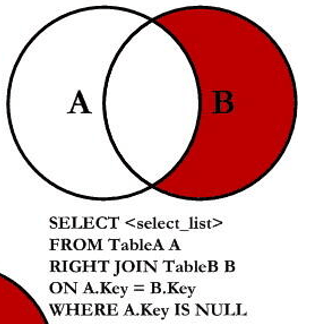 A B
SELECT <select_list>
FROM TableA A
RIGHT JOIN TableB B
ON A.Key = B.Key
WHERE A.Key IS NULL